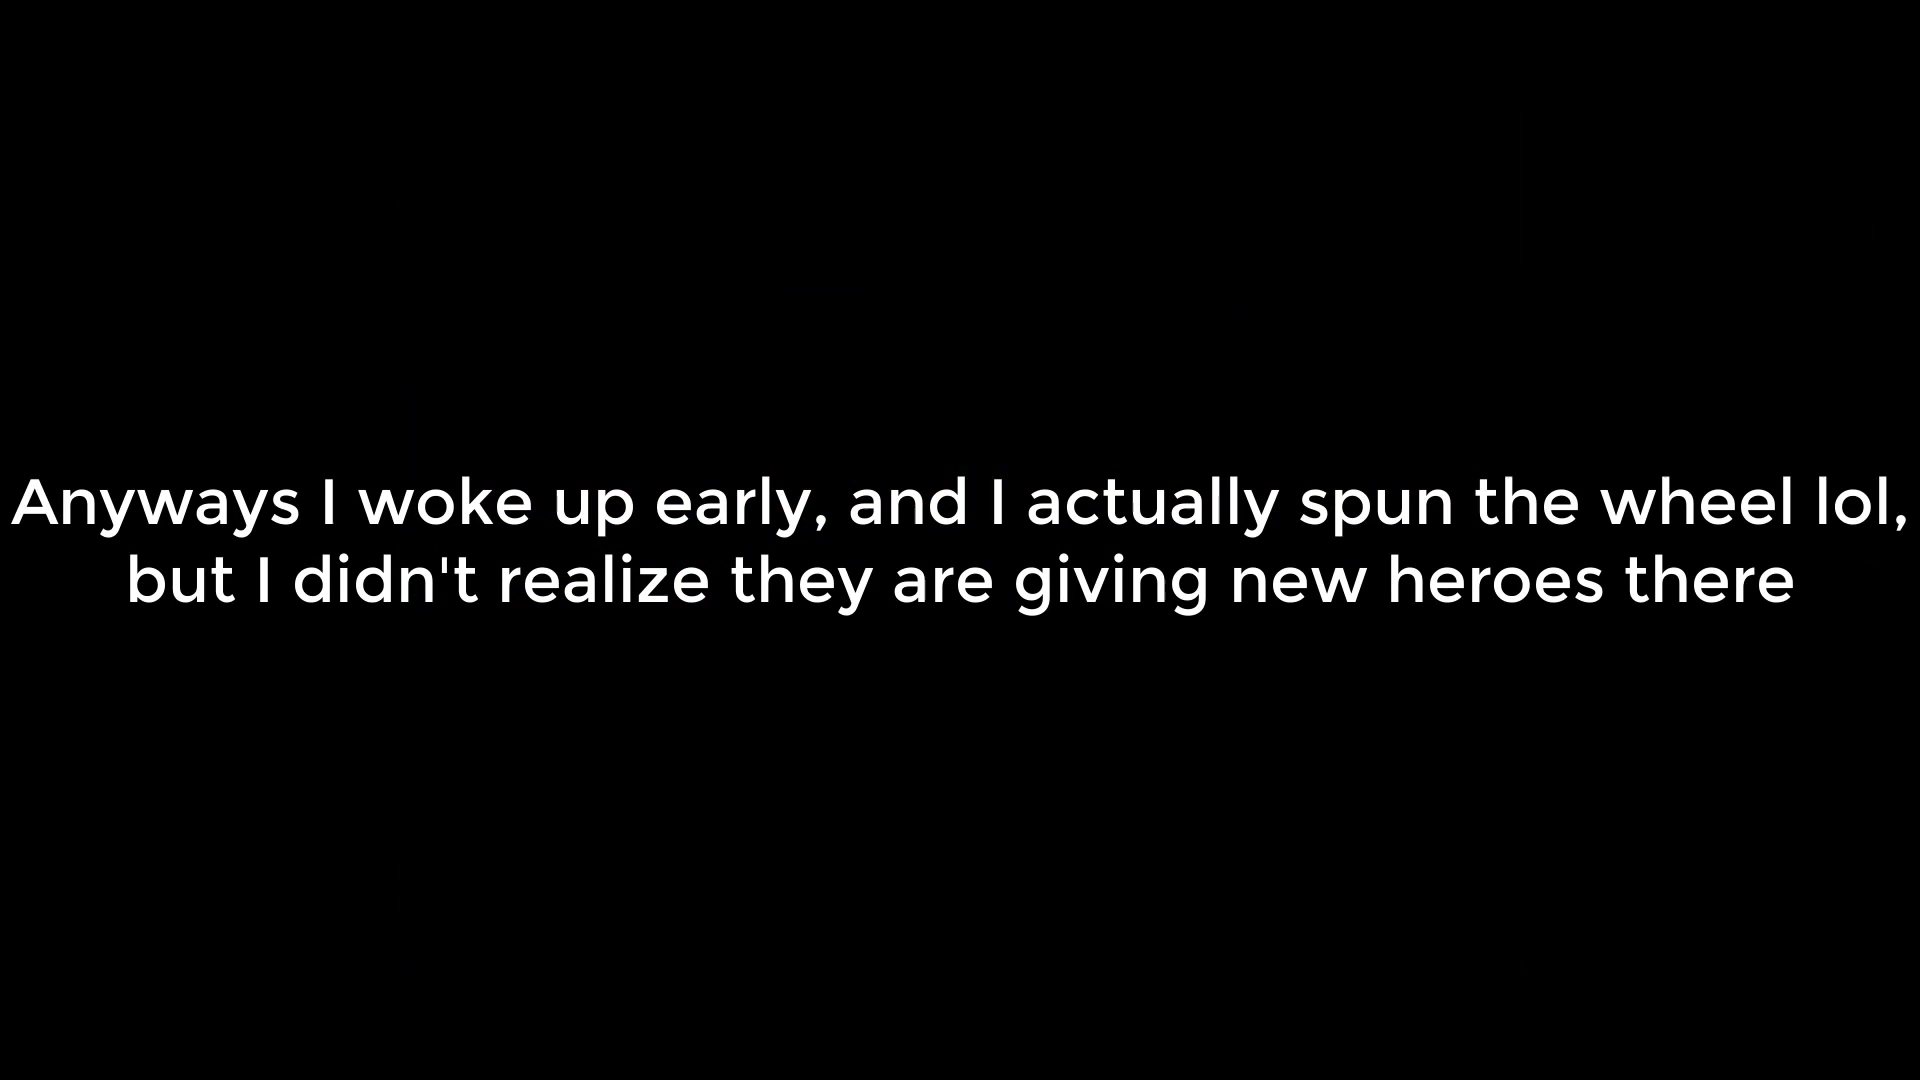 Anyways I woke up early, and I actually spun the wheel lol,
but I didn't realize they are giving new heroes there